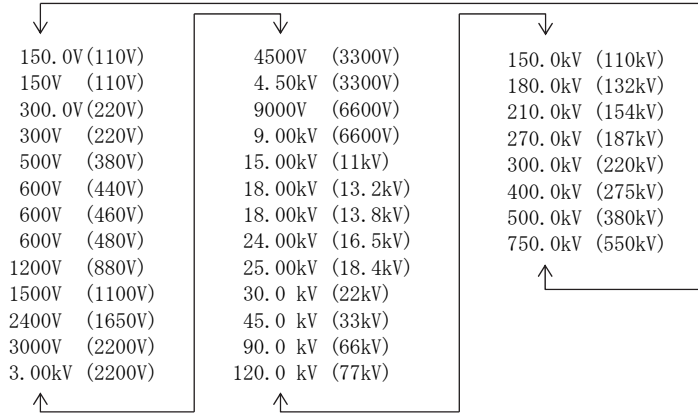 150.0V(110V)
150V (110V)
300.0V(220V)
300V (220V)
500V (380V)
600V (440V)
600V (460V)
600V (480V)
1200V (880V)
1500V (1100V)
2400V (1650V)
3000V (2200V)
3.00kV (2200V)
4500V (3300V)
4.50kV (3300V)
9000V (6600V)
9.00kV (6600V)
15.00kV (11kV)
18.00kV (13.2kV)
18.00kV (13.8kV)
24.00kV (16.5kV)
25.00kV (18.4kV)
30.0 kV (22kV)
45.0 kV (33kV)
90.0 kV (66kV)
120.0 kV (77kV)
150.0kV (110kV)
180.0kV (132kV)
210.0kV (154kV)
270.0kV (187kV)
300.0kV (220kV)
400.0kV (275kV)
500.0kV (380kV)
750.0kV (550kV)